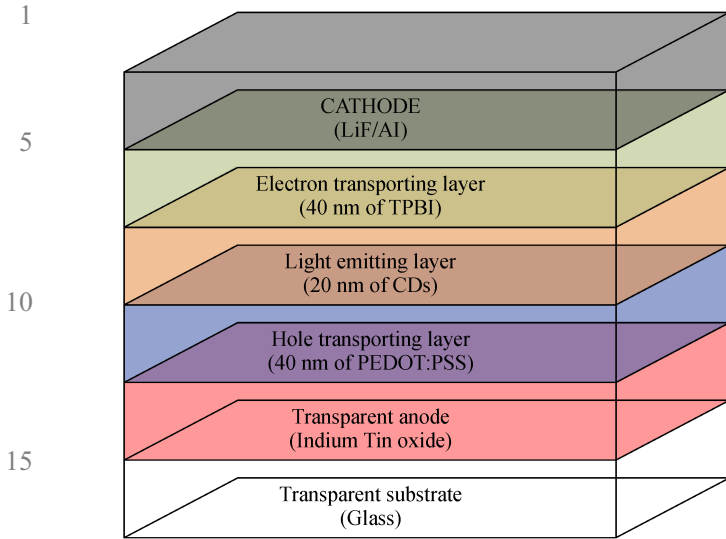 1
CATHODE
(LiF/AI)
5
Electron transporting layer
(40 nm of TPBI)
Light emitting layer
(20 nm of CDs)
10
Hole transporting layer
(40 nm of PEDOT:PSS)
Transparent anode
(Indium Tin oxide)
15
Transparent substrate
(Glass)